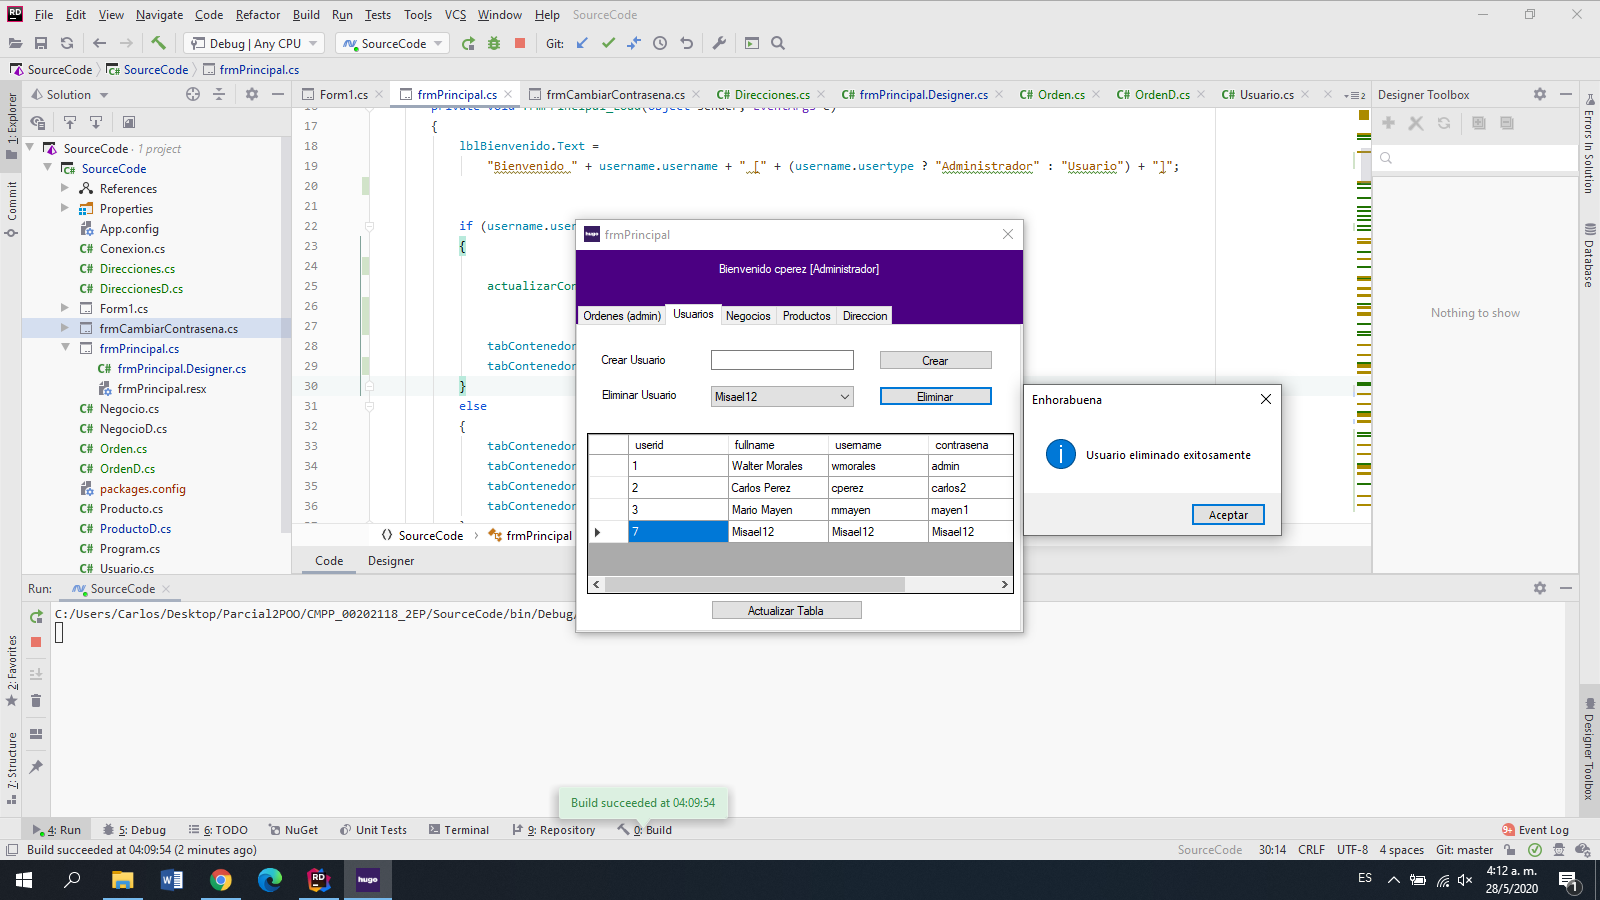 File Edit View Navigate Code Refactor Build Run Tests Tools VCS Window Help SourceCode
Debug | Any CPU SourceCode Git:
SourceCode SourceCode frmPrincipal.cs
1: Explorer
Commit
2: Favorites
7: Structure
Solution
SourceCode · 1 project
SourceCode
References
Properties
App.config
Conexion.cs
Direcciones.cs
DireccionesD.cs
Form1.cs
frmCambiarContrasena.cs
frmPrincipal.cs
frmPrincipal.Designer.cs
frmPrincipal.resx
Negocio.cs
NegocioD.cs
Orden.cs
OrdenD.cs
packages.config
Producto.cs
ProductoD.cs
Program.cs
Usuario.cs
Form1.cs frmPrincipal.cs frmCambiarContrasena.cs Direcciones.cs frmPrincipal.Designer.cs Orden.cs OrdenD.cs Usuario.cs
17 {
18 lblBienvenido.Text =
19 "Bienvenido " + username.username + " [" + (username.usertype ? "Administrador" : "Usuario") + "]";
20
21
22 if (username.user
23 {
24
25 actualizarCon
26
27
28 tabContenedor
29 tabContenedor
30 }
31 else
32 {
33 tabContenedor
34 tabContenedor
35 tabContenedor
36 tabContenedor
SourceCode frmPrincipal
Code Designer
frmPrincipal
Bienvenido cperez [Administrador]
Ordenes (admin) Usuarios Negocios Productos Direccion
Crear Usuario Crear
Eliminar Usuario Misael12 Eliminar
userid fullname username contrasena
1 Walter Morales wmorales admin
2 Carlos Perez cperez carlos2
3 Mario Mayen mmayen mayen1
7 Misael12 Misael12 Misael12
Actualizar Tabla
Enhorabuena
Usuario eliminado exitosamente
Aceptar
Designer Toolbox
Nothing to show
Errors In Solution
Database
Designer Toolbox
Run: SourceCode
C:/Users/Carlos/Desktop/Parcial2POO/CMPP_00202118_2EP/SourceCode/bin/Debug/
Build succeeded at 04:09:54
4: Run 5: Debug 6: TODO NuGet Unit Tests Terminal 9: Repository 0: Build 9+ Event Log
Build succeeded at 04:09:54 (2 minutes ago) SourceCode 30:14 CRLF UTF-8 4 spaces Git: master
hugo ES 4:12 a. m.
28/5/2020
1